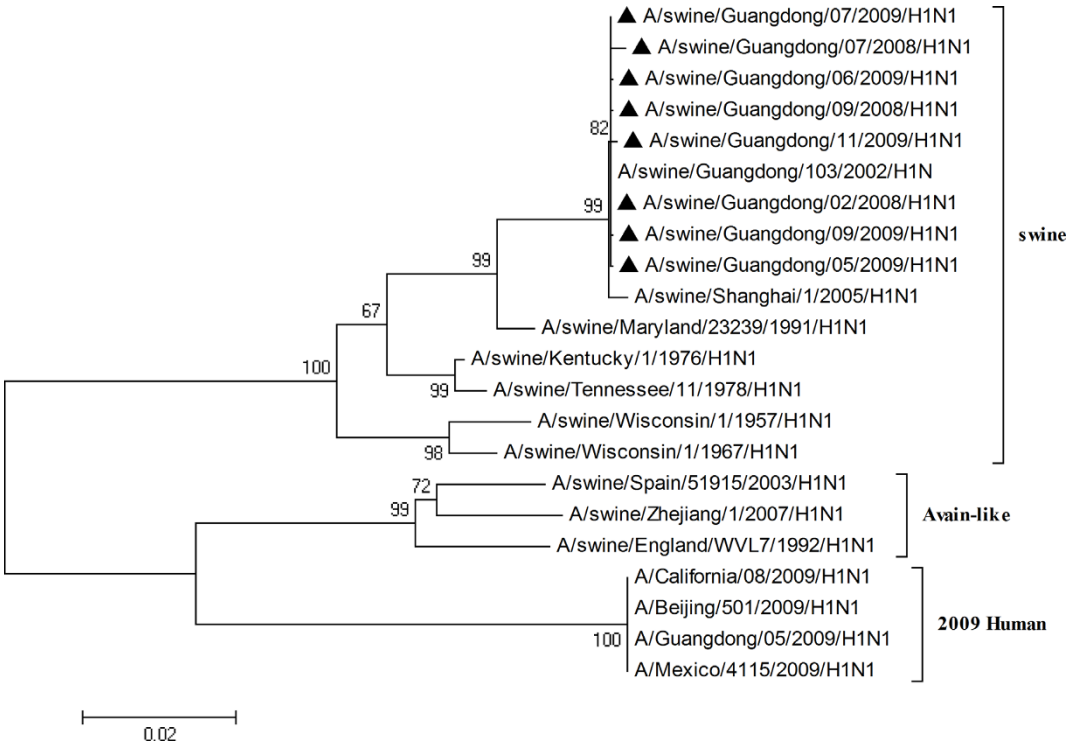 A/swine/Guangdong/07/2009/H1N1
A/swine/Guangdong/07/2008/H1N1
A/swine/Guangdong/06/2009/H1N1
A/swine/Guangdong/09/2008/H1N1
82
A/swine/Guangdong/11/2009/H1N1
A/swine/Guangdong/103/2002/H1N
99
A/swine/Guangdong/02/2008/H1N1
A/swine/Guangdong/09/2009/H1N1
swine
A/swine/Guangdong/05/2009/H1N1
99
A/swine/Shanghai/1/2005/H1N1
67
A/swine/Maryland/23239/1991/H1N1
100
A/swine/Kentucky/1/1976/H1N1
99
A/swine/Tennessee/11/1978/H1N1
A/swine/Wisconsin/1/1957/H1N1
98
A/swine/Wisconsin/1/1967/H1N1
72
A/swine/Spain/51915/2003/H1N1
99
A/swine/Zhejiang/1/2007/H1N1
Avain-like
A/swine/England/WVL7/1992/H1N1
A/California/08/2009/H1N1
A/Beijing/501/2009/H1N1
2009 Human
100
A/Guangdong/05/2009/H1N1
A/Mexico/4115/2009/H1N1
0.02